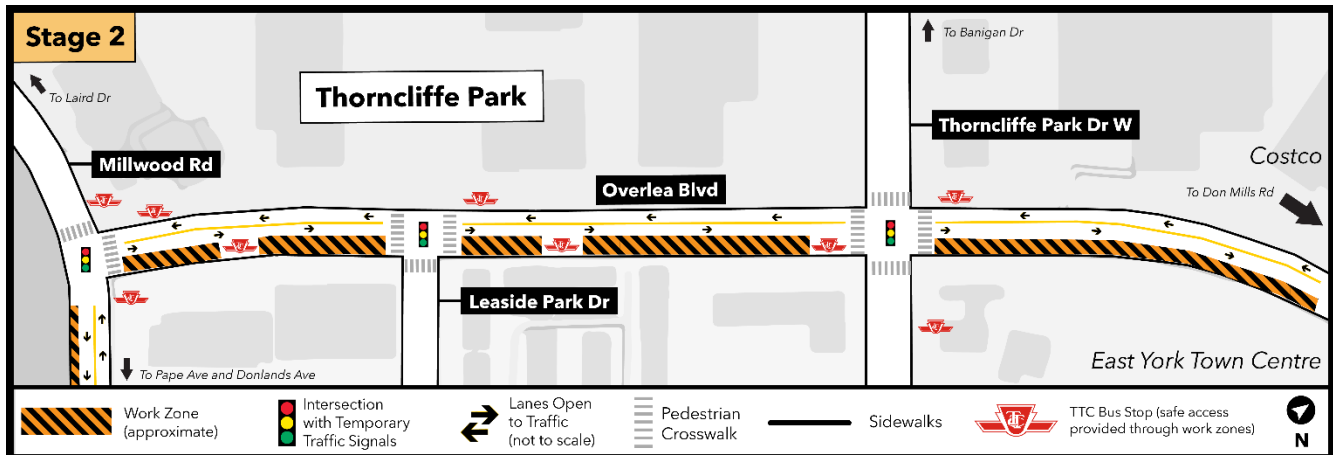 Stage 2
To Laird Dr
Thorncliffe Park
To Banigan Dr
Thorncliffe Park Dr W
Millwood Rd
Costco
Overlea Blvd
To Don Mills Rd
Leaside Park Dr
East York Town Centre
To Pape Ave and Donlands Ave
Work Zone
(approximate)
Intersection
with Temporary
Traffic Signals
Lanes Open
to Traffic
(not to scale)
Pedestrian
Crosswalk
Sidewalks
TTC
TTC Bus Stop (safe access
provided through work zones)
N